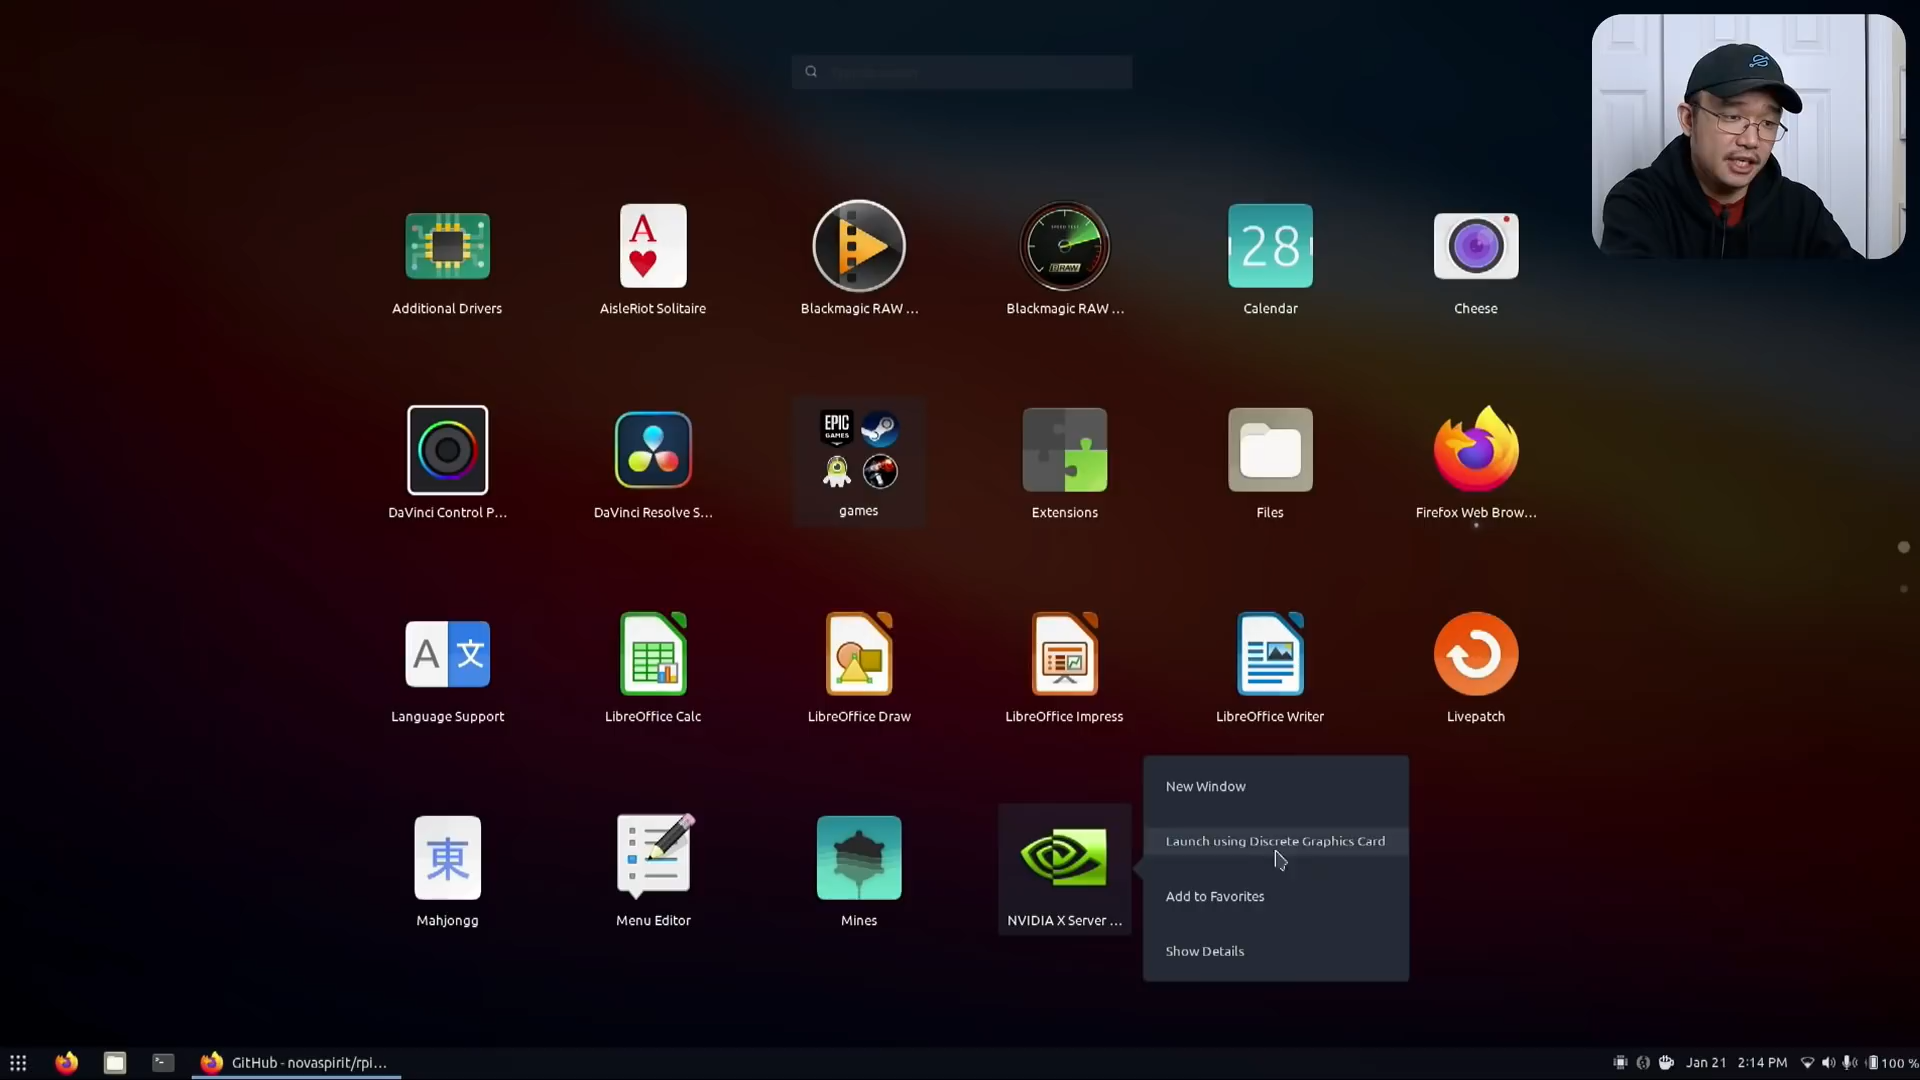 Additional Drivers
A
AisleRiot Solitaire
Blackmagic RAW ...
SPEED TEST
BRAW
Blackmagic RAW ...
28
Calendar
Cheese
DaVinci Control P...
DaVinci Resolve S...
EPIC
GAMES
games
Extensions
Files
Firefox Web Brow...
A 文
Language Support
LibreOffice Calc
LibreOffice Draw
LibreOffice Impress
LibreOffice Writer
Livepatch
東
Mahjongg
Menu Editor
Mines
NVIDIA X Server ...
New Window
Launch using Discrete Graphics Card
Add to Favorites
Show Details
GitHub - novaspirit/rpi...
Jan 21 2:14 PM
100 %